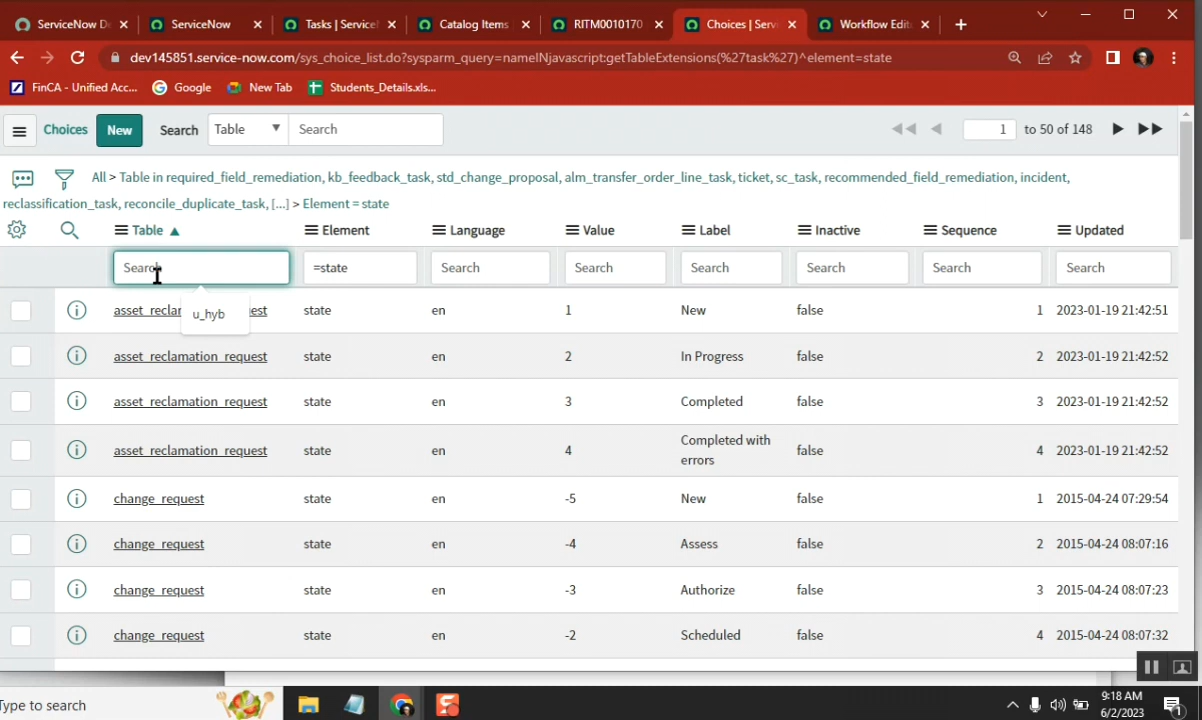 ServiceNow D
ServiceNow
Tasks | Service
Catalog Items
RITM0010170
Choices | Serv
Workflow Edit
dev145851.service-now.com/sys_choice_list.do?sysparm_query=nameINjavascript:getTableExtensions(%27task%27)^element=state
FinCA - Unified Acc...
Google
New Tab
Students_Details.xls...
Choices
New
Search
Table
Search
1
to 50 of 148
All > Table in required_field_remediation, kb_feedback_task, std_change_proposal, alm_transfer_order_line_task, ticket, sc_task, recommended_field_remediation, incident,
reclassification_task, reconcile_duplicate_task, [...] > Element = state
Table Element Language Value Label Inactive Sequence Updated
Search =state Search Search Search Search Search Search
u_hyb
asset_reclam est state en 1 New false 1 2023-01-19 21:42:51
asset_reclamation_request state en 2 In Progress false 2 2023-01-19 21:42:52
asset_reclamation_request state en 3 Completed false 3 2023-01-19 21:42:52
asset_reclamation_request state en 4 Completed with errors false 4 2023-01-19 21:42:52
change_request state en -5 New false 1 2015-04-24 07:29:54
change_request state en -4 Assess false 2 2015-04-24 08:07:16
change_request state en -3 Authorize false 3 2015-04-24 08:07:23
change_request state en -2 Scheduled false 4 2015-04-24 08:07:32
Type to search
9:18 AM
6/2/2023
1